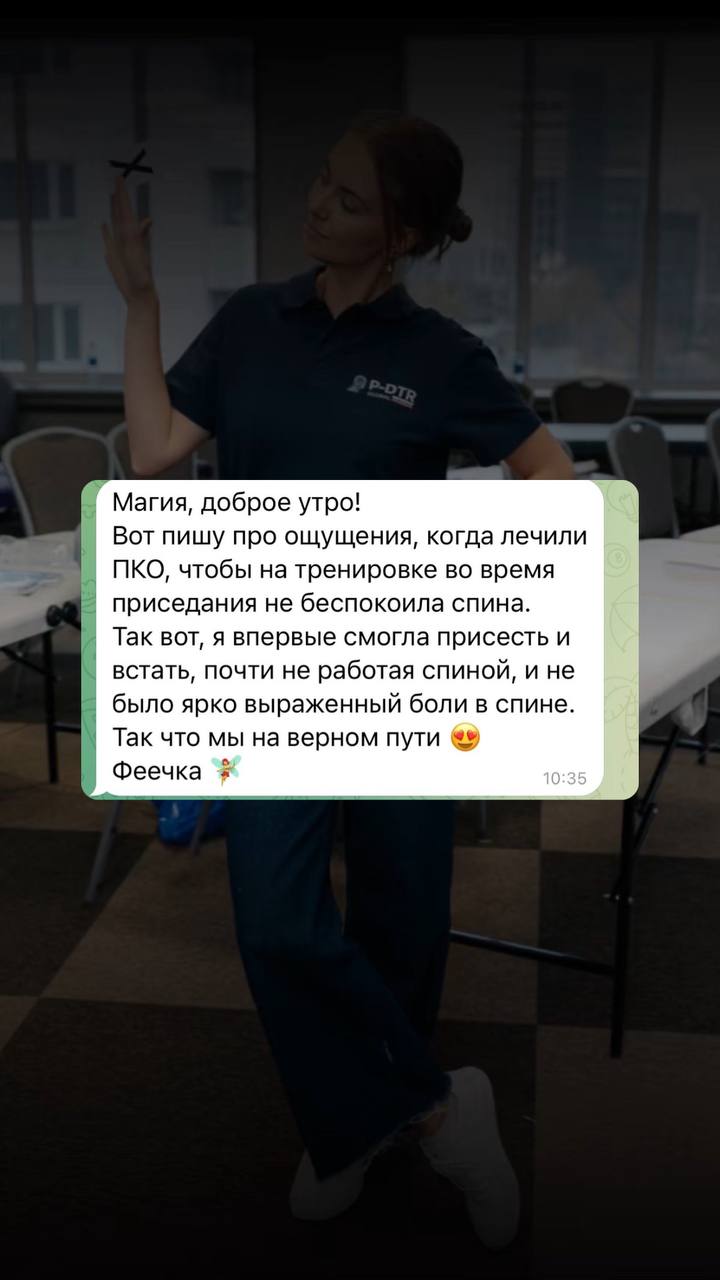 P-DTR
Магия, доброе утро!
Вот пишу про ощущения, когда лечили
ПКО, чтобы на тренировке во время
приседания не беспокоила спина.
Так вот, я впервые смогла присесть и
встать, почти не работая спиной, и не
было ярко выраженный боли в спине.
Так что мы на верном пути 😍
Феечка 🧚
10:35